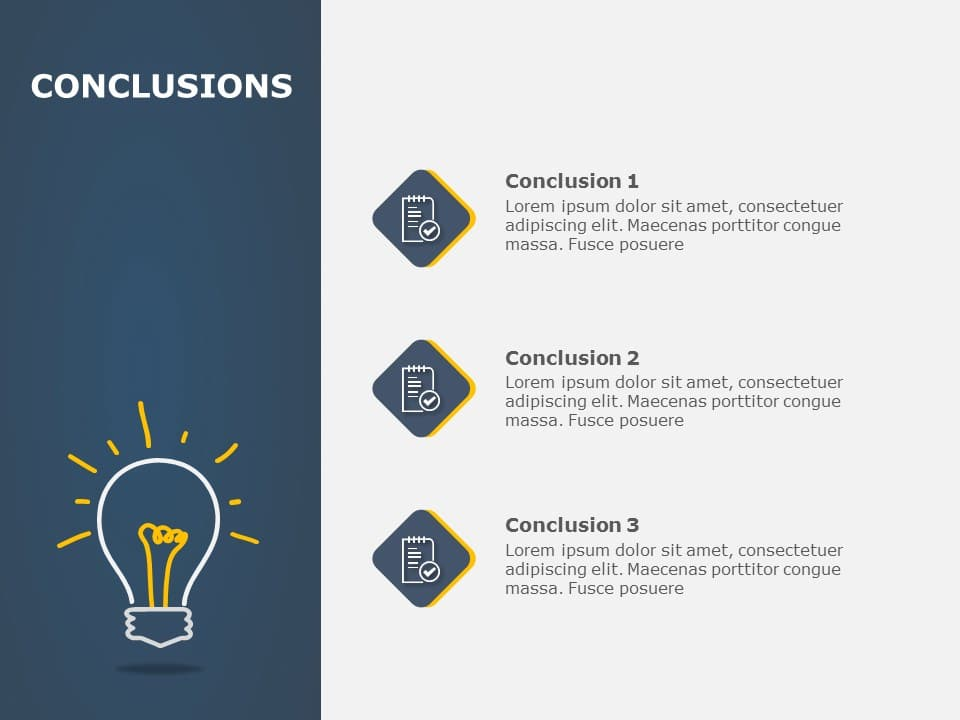 CONCLUSIONS
Conclusion 1
Lorem ipsum dolor sit amet, consectetuer
adipiscing elit. Maecenas porttitor congue
massa. Fusce posuere
Conclusion 2
Lorem ipsum dolor sit amet, consectetuer
adipiscing elit. Maecenas porttitor congue
massa. Fusce posuere
Conclusion 3
Lorem ipsum dolor sit amet, consectetuer
adipiscing elit. Maecenas porttitor congue
massa. Fusce posuere